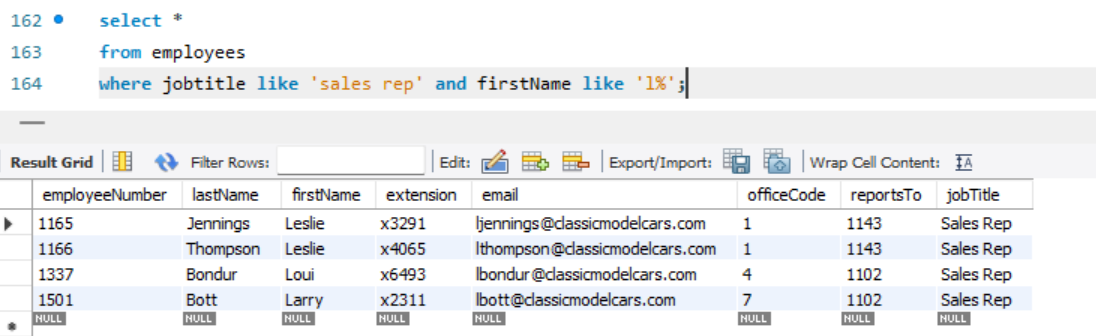 162 select *
163 from employees
164 where jobtitle like 'sales rep' and firstName like 'l%';
Result Grid Filter Rows: Edit: Export/Import: Wrap Cell Content: IA
employeeNumber lastName firstName extension email officeCode reportsTo jobTitle
1165 Jennings Leslie x3291 ljennings@classicmodelcars.com 1 1143 Sales Rep
1166 Thompson Leslie x4065 lthompson@classicmodelcars.com 1 1143 Sales Rep
1337 Bondur Loui x6493 lbondur@classicmodelcars.com 4 1102 Sales Rep
1501 Bott Larry x2311 lbott@classicmodelcars.com 7 1102 Sales Rep
NULL NULL NULL NULL NULL NULL NULL NULL